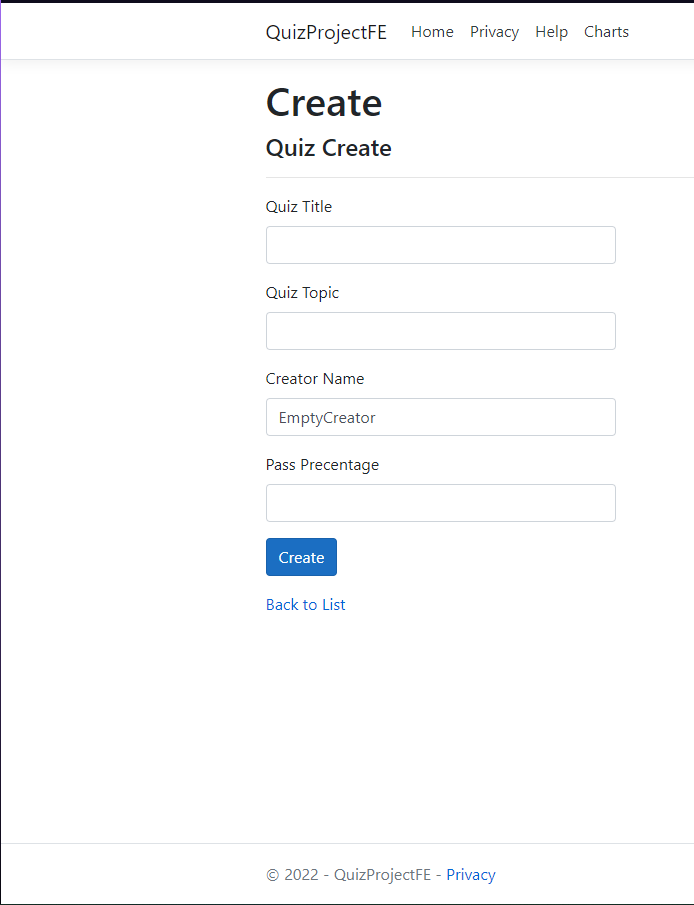 QuizProjectFE Home Privacy Help Charts
Create
Quiz Create
Quiz Title
Quiz Topic
Creator Name
EmptyCreator
Pass Precentage
Create
Back to List
© 2022 - QuizProjectFE - Privacy